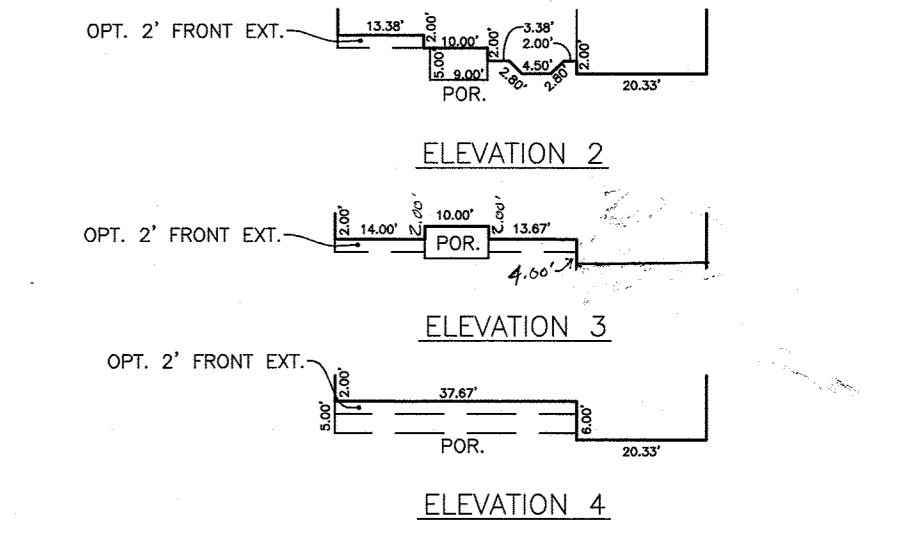 OPT. 2' FRONT EXT.
13.38'
2.00'
10.00'
2.00'
3.38'
2.00'
2.00'
5.00'
9.00'
2.80'
4.50'
2.80'
20.33'
POR.
ELEVATION 2
OPT. 2' FRONT EXT.
2.00'
14.00'
2.00'
10.00'
2.00'
13.67'
POR.
4.00'
ELEVATION 3
OPT. 2' FRONT EXT.
2.00'
37.67'
5.00'
6.00'
POR.
20.33'
ELEVATION 4